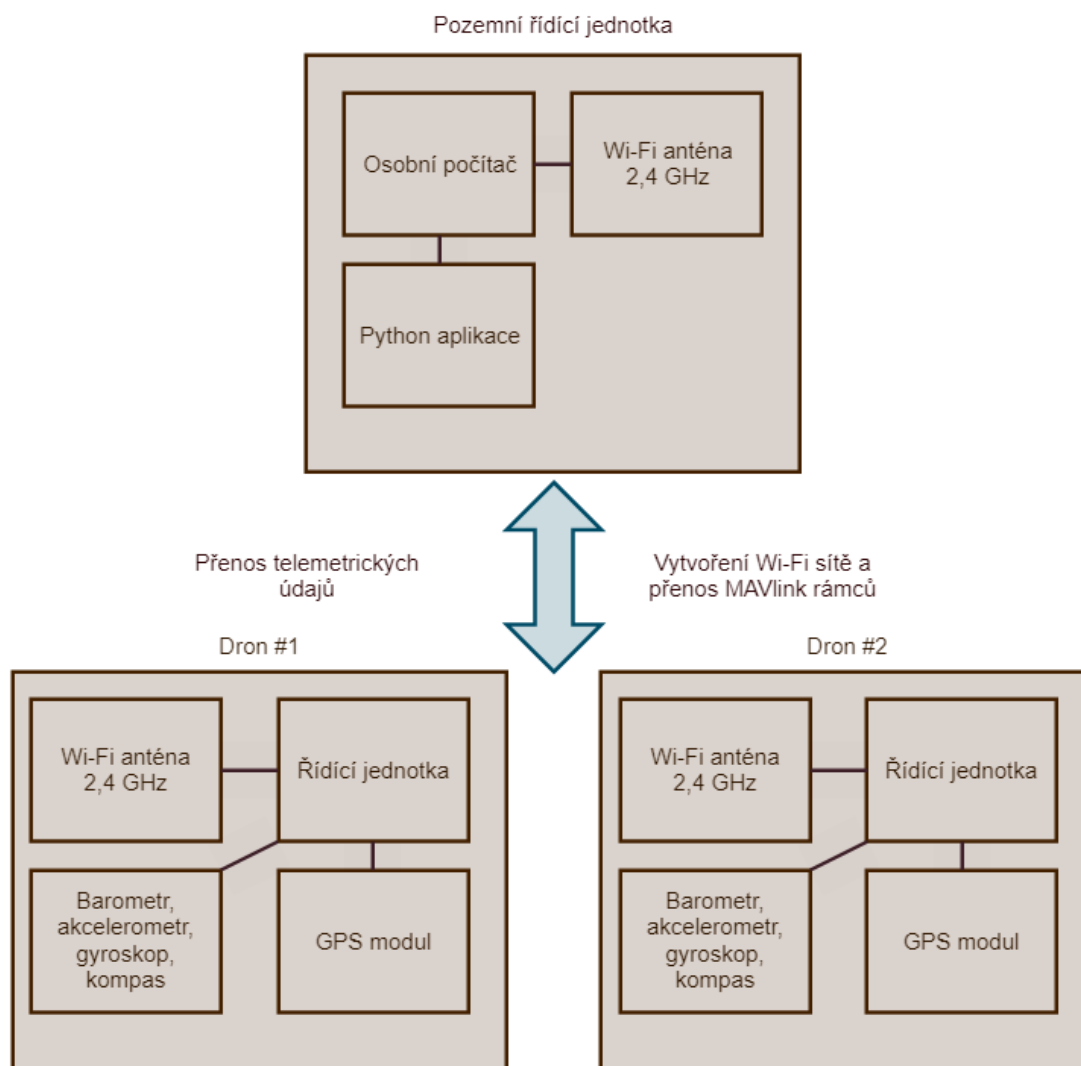 Pozemní řídící jednotka
Osobní počítač
Wi-Fi anténa
2,4 GHz
Python aplikace
Přenos telemetrických
údajů
Vytvoření Wi-Fi sítě a
přenos MAVlink rámců
Dron #1
Wi-Fi anténa
2,4 GHz
Řídící jednotka
Barometr,
akcelerometr,
gyroskop,
kompas
GPS modul
Dron #2
Wi-Fi anténa
2,4 GHz
Řídící jednotka
Barometr,
akcelerometr,
gyroskop,
kompas
GPS modul